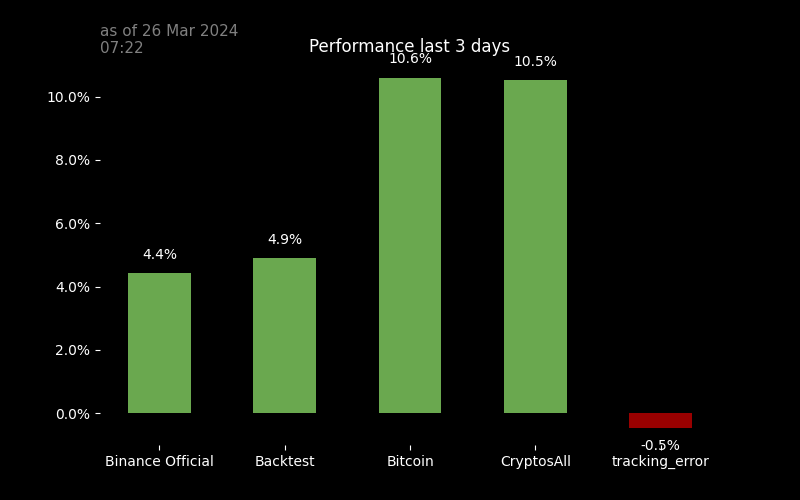 as of 26 Mar 2024
07:22
Performance last 3 days
10.6%
10.5%
10.0%
8.0%
6.0%
4.9%
4.4%
4.0%
2.0%
0.0%
-0.5%
Binance Official
Backtest
Bitcoin
CryptosAll
tracking_error